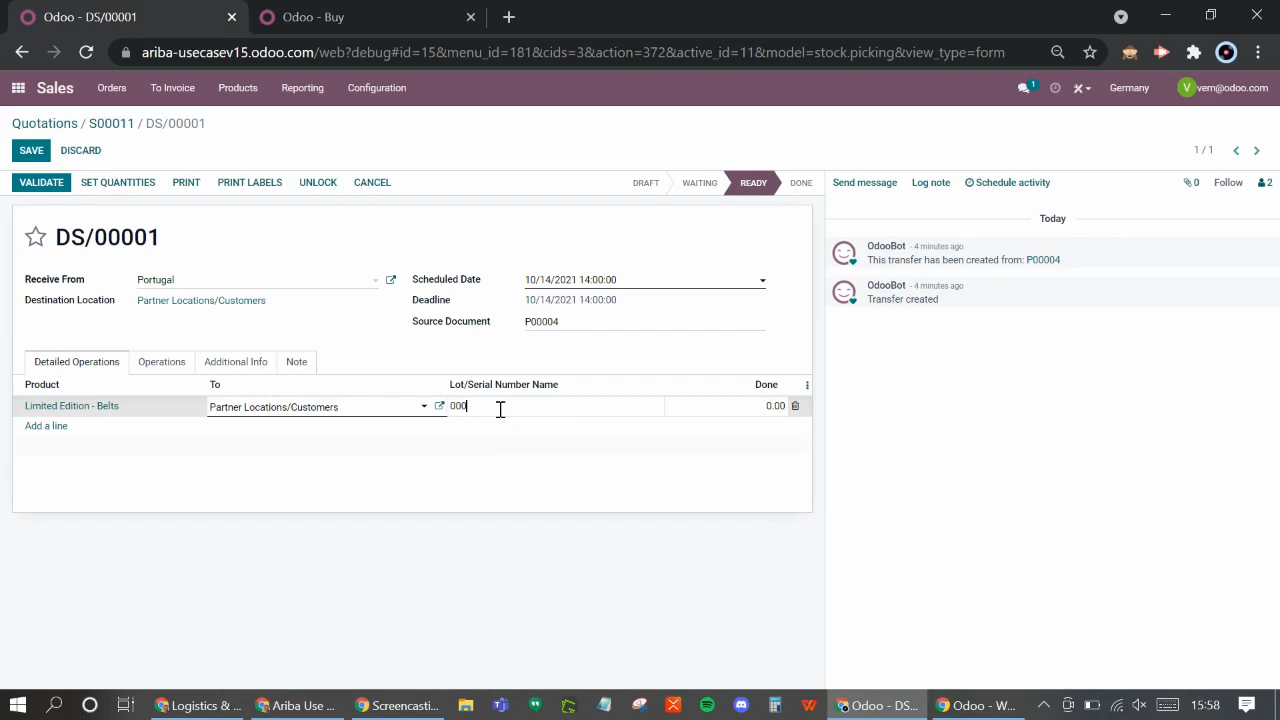 Odoo - DS/00001
Odoo - Buy
ariba-usecasev15.odoo.com/web?debug#id=15&menu_id=181&cids=3&action=372&active_id=11&model=stock.picking&view_type=form
Sales Orders To Invoice Products Reporting Configuration 1 Germany V vem@odoo.com
Quotations / S00011 / DS/00001
SAVE DISCARD 1 / 1
VALIDATE SET QUANTITIES PRINT PRINT LABELS UNLOCK CANCEL DRAFT WAITING READY DONE Send message Log note Schedule activity 0 Follow 2
Today
DS/00001
OdooBot - 4 minutes ago
This transfer has been created from: P00004
Receive From Portugal Scheduled Date 10/14/2021 14:00:00
OdooBot - 4 minutes ago
Transfer created
Destination Location Partner Locations/Customers Deadline 10/14/2021 14:00:00
Source Document P00004
Detailed Operations Operations Additional Info Note
Product To Lot/Serial Number Name Done
Limited Edition - Belts Partner Locations/Customers 000 0.00
Add a line
Logistics & ... Ariba Use ... Screencasti... Odoo - DS... Odoo - W... 15:58